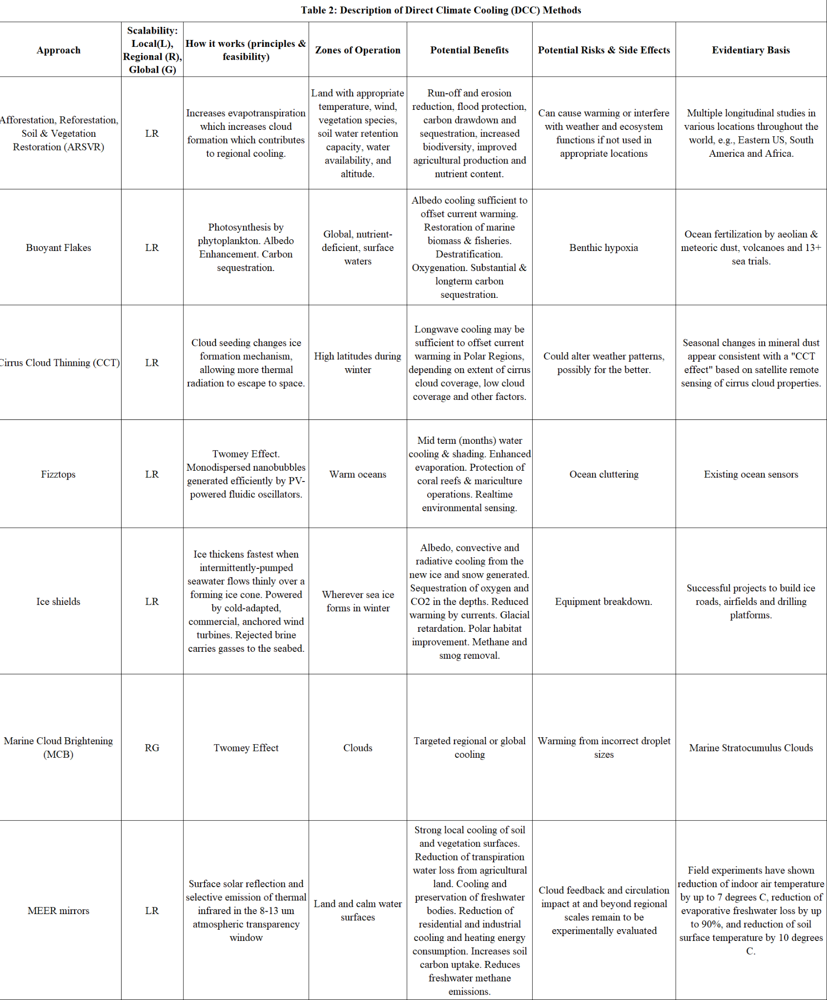 Table 2: Description of Direct Climate Cooling (DCC) Methods
Approach
Scalability:
Local(L),
Regional (R),
Global (G)
How it works (principles &
feasibility)
Zones of Operation
Potential Benefits
Potential Risks & Side Effects
Evidentiary Basis
Afforestation, Reforestation,
Soil & Vegetation
Restoration (ARSVR)
LR
Increases evapotranspiration
which increases cloud
formation which contributes
to regional cooling.
Land with appropriate
temperature, wind,
vegetation species,
soil water retention
capacity, water
availability, and
altitude.
Run-off and erosion
reduction, flood protection,
carbon drawdown and
sequestration, increased
biodiversity, improved
agricultural production and
nutrient content.
Can cause warming or interfere
with weather and ecosystem
functions if not used in
appropriate locations
Multiple longitudinal studies in
various locations throughout the
world, e.g., Eastern US, South
America and Africa.
Buoyant Flakes
LR
Photosynthesis by
phytoplankton. Albedo
Enhancement. Carbon
sequestration.
Global, nutrient-
deficient, surface
waters
Albedo cooling sufficient to
offset current warming.
Restoration of marine
biomass & fisheries.
Destratification.
Oxygenation. Substantial &
longterm carbon
sequestration.
Benthic hypoxia
Ocean fertilization by aeolian &
meteoric dust, volcanoes and 13+
sea trials.
Cirrus Cloud Thinning (CCT)
LR
Cloud seeding changes ice
formation mechanism,
allowing more thermal
radiation to escape to space.
High latitudes during
winter
Longwave cooling may be
sufficient to offset current
warming in Polar Regions,
depending on extent of cirrus
cloud coverage, low cloud
coverage and other factors.
Could alter weather patterns,
possibly for the better.
Seasonal changes in mineral dust
appear consistent with a "CCT
effect" based on satellite remote
sensing of cirrus cloud properties.
Fizztops
LR
Twomey Effect.
Monodispersed nanobubbles
generated efficiently by PV-
powered fluidic oscillators.
Warm oceans
Mid term (months) water
cooling & shading. Enhanced
evaporation. Protection of
coral reefs & mariculture
operations. Realtime
environmental sensing.
Ocean cluttering
Existing ocean sensors
Ice shields
LR
Ice thickens fastest when
intermittently-pumped
seawater flows thinly over a
forming ice cone. Powered
by cold-adapted,
commercial, anchored wind
turbines. Rejected brine
carries gasses to the seabed.
Wherever sea ice
forms in winter
Albedo, convective and
radiative cooling from the
new ice and snow generated.
Sequestration of oxygen and
CO2 in the depths. Reduced
warming by currents. Glacial
retardation. Polar habitat
improvement. Methane and
smog removal.
Equipment breakdown.
Successful projects to build ice
roads, airfields and drilling
platforms.
Marine Cloud Brightening
(MCB)
RG
Twomey Effect
Clouds
Targeted regional or global
cooling
Warming from incorrect droplet
sizes
Marine Stratocumulus Clouds
MEER mirrors
LR
Surface solar reflection and
selective emission of thermal
infrared in the 8-13 um
atmospheric transparency
window
Land and calm water
surfaces
Strong local cooling of soil
and vegetation surfaces.
Reduction of transpiration
water loss from agricultural
land. Cooling and
preservation of freshwater
bodies. Reduction of
residential and industrial
cooling and heating energy
consumption. Increases soil
carbon uptake. Reduces
freshwater methane
emissions.
Cloud feedback and circulation
impact at and beyond regional
scales remain to be
experimentally evaluated
Field experiments have shown
reduction of indoor air temperature
by up to 7 degrees C, reduction of
evaporative freshwater loss by up
to 90%, and reduction of soil
surface temperature by 10 degrees
C.